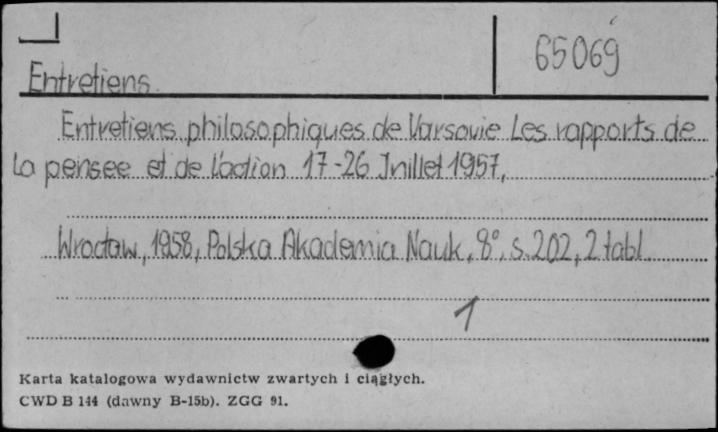 65069
Entretiens
Entretiens philosophiques de Varsovie Les rapports de
la pensee et de l'action 17-26 Jnillet 1957,
Wrocław, 1958, Polska Akademia Nauk, 8°, s. 202, 2 tabl.
1
Karta katalogowa wydawnictw zwartych i ciągłych.
CWD B 144 (dawny B-15b). ZGG 91.